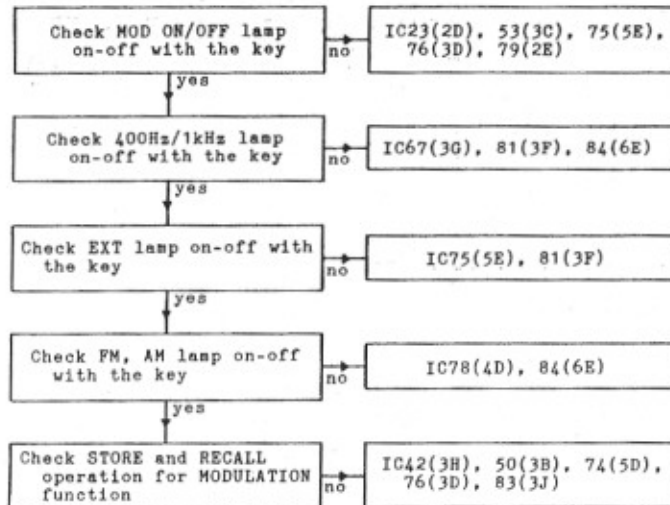 Check MOD ON/OFF lamp
on-off with the key
no
IC23(2D), 53(3C), 75(5E),
76(3D), 79(2E)
yes
Check 400Hz/1kHz lamp
on-off with the key
no
IC67(3G), 81(3F), 84(6E)
yes
Check EXT lamp on-off with
the key
no
IC75(5E), 81(3F)
yes
Check FM, AM lamp on-off
with the key
no
IC78(4D), 84(6E)
yes
Check STORE and RECALL
operation for MODULATION
function
no
IC42(3H), 50(3B), 74(5D),
76(3D), 83(3J)